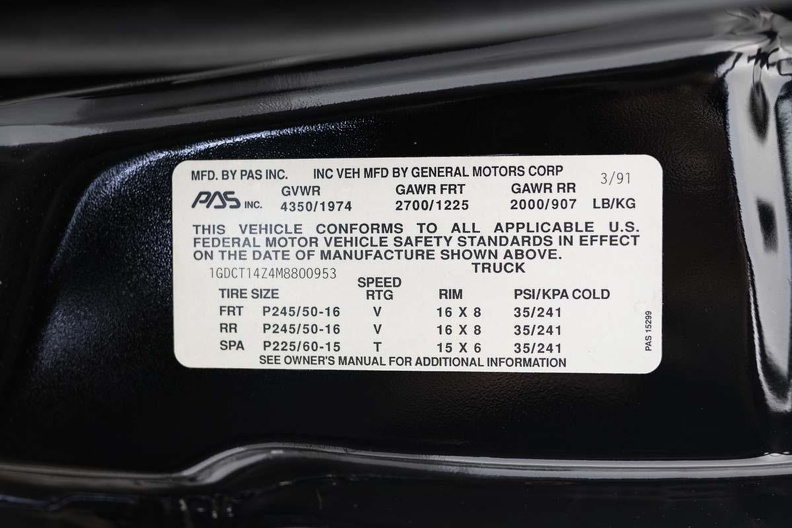 MFD. BY PAS INC. INC VEH MFD BY GENERAL MOTORS CORP 3/91
GVWR GAWR FRT GAWR RR
PAS INC. 4350/1974 2700/1225 2000/907 LB/KG
THIS VEHICLE CONFORMS TO ALL APPLICABLE U.S.
FEDERAL MOTOR VEHICLE SAFETY STANDARDS IN EFFECT
ON THE DATE OF MANUFACTURE SHOWN ABOVE.
1GDCT14Z4M8800953 TRUCK
SPEED
TIRE SIZE RTG RIM PSI/KPA COLD
FRT P245/50-16 V 16 X 8 35/241
RR P245/50-16 V 16 X 8 35/241
SPA P225/60-15 T 15 X 6 35/241
SEE OWNER'S MANUAL FOR ADDITIONAL INFORMATION
PAS 15299